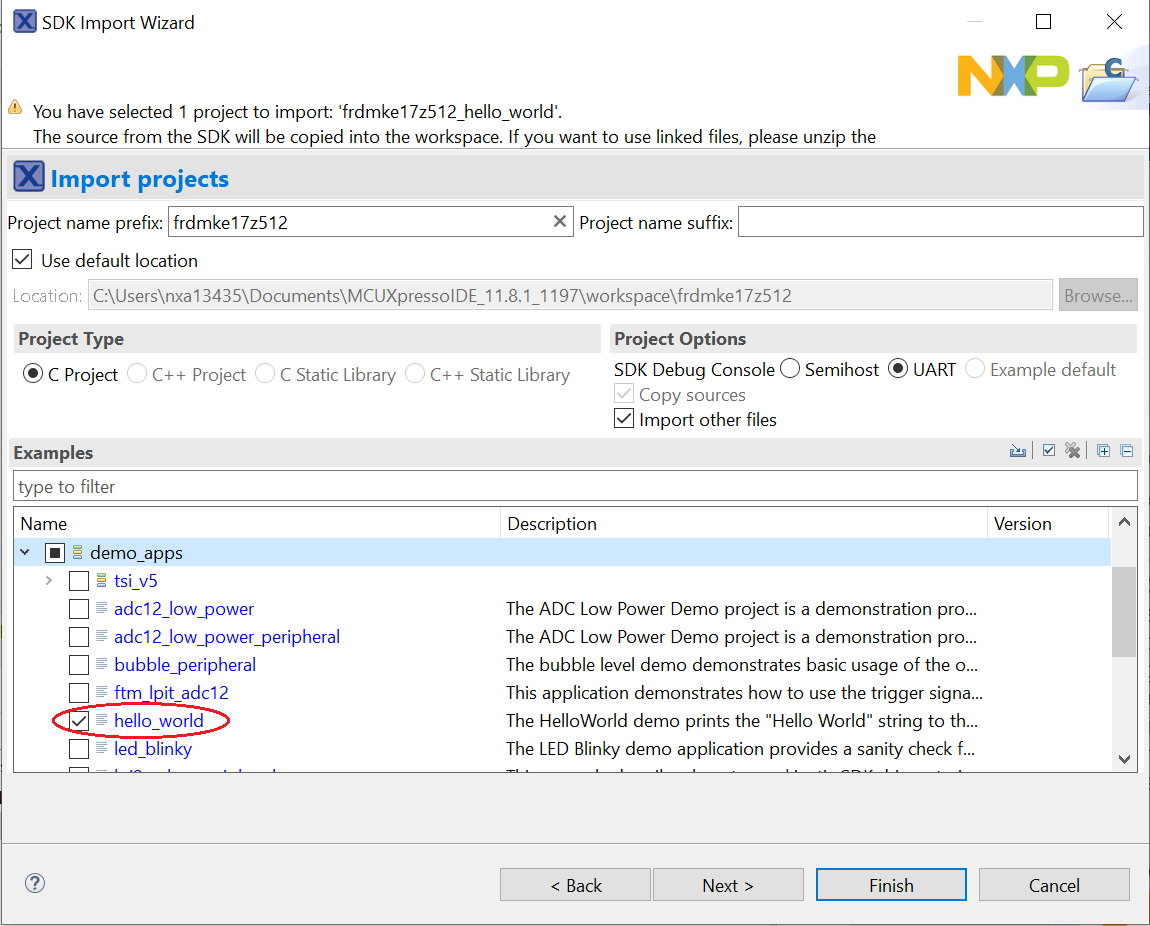 SDK Import Wizard
NXP
You have selected 1 project to import: 'frdmke17z512_hello_world'.
The source from the SDK will be copied into the workspace. If you want to use linked files, please unzip the
Import projects
Project name prefix: frdmke17z512 Project name suffix:
Use default location
Location: C:\Users\nxa13435\Documents\MCUXpressoIDE_11.8.1_1197\workspace\frdmke17z512 Browse...
Project Type Project Options
C Project C++ Project C Static Library C++ Static Library SDK Debug Console Semihost UART Example default
Copy sources
Import other files
Examples
type to filter
Name Description Version
demo_apps
tsi_v5
adc12_low_power The ADC Low Power Demo project is a demonstration pro...
adc12_low_power_peripheral The ADC Low Power Demo project is a demonstration pro...
bubble_peripheral The bubble level demo demonstrates basic usage of the o...
ftm_lpit_adc12 This application demonstrates how to use the trigger signa...
hello_world The HelloWorld demo prints the "Hello World" string to th...
led_blinky The LED Blinky demo application provides a sanity check f...
< Back Next > Finish Cancel